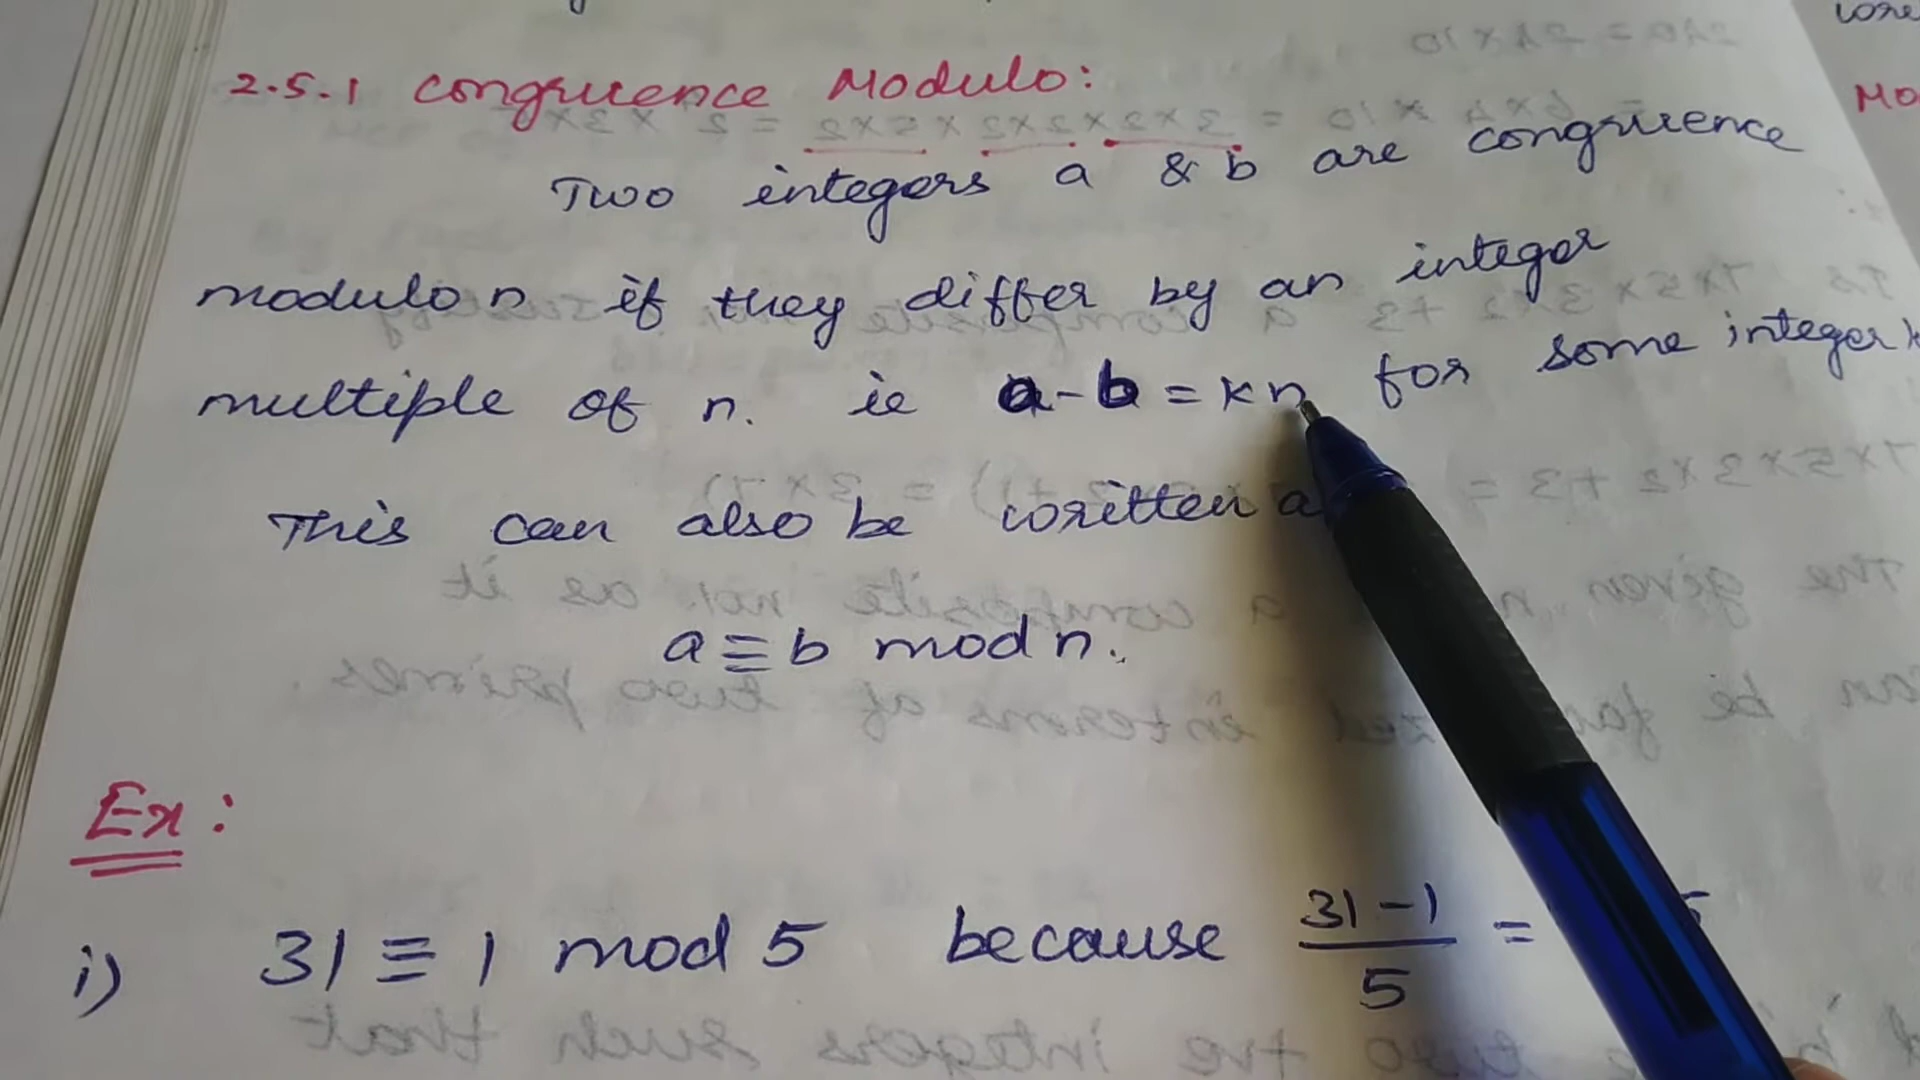 2.5.1 Congruence Modulo:
Two integers a & b are congruence
modulo n if they differ by an integer
multiple of n. ie a - b = kn for some integer k
This can also be written a
a ≡ b mod n.
Ex:
i) 31 ≡ 1 mod 5 because 31 - 1 / 5 =
Mo